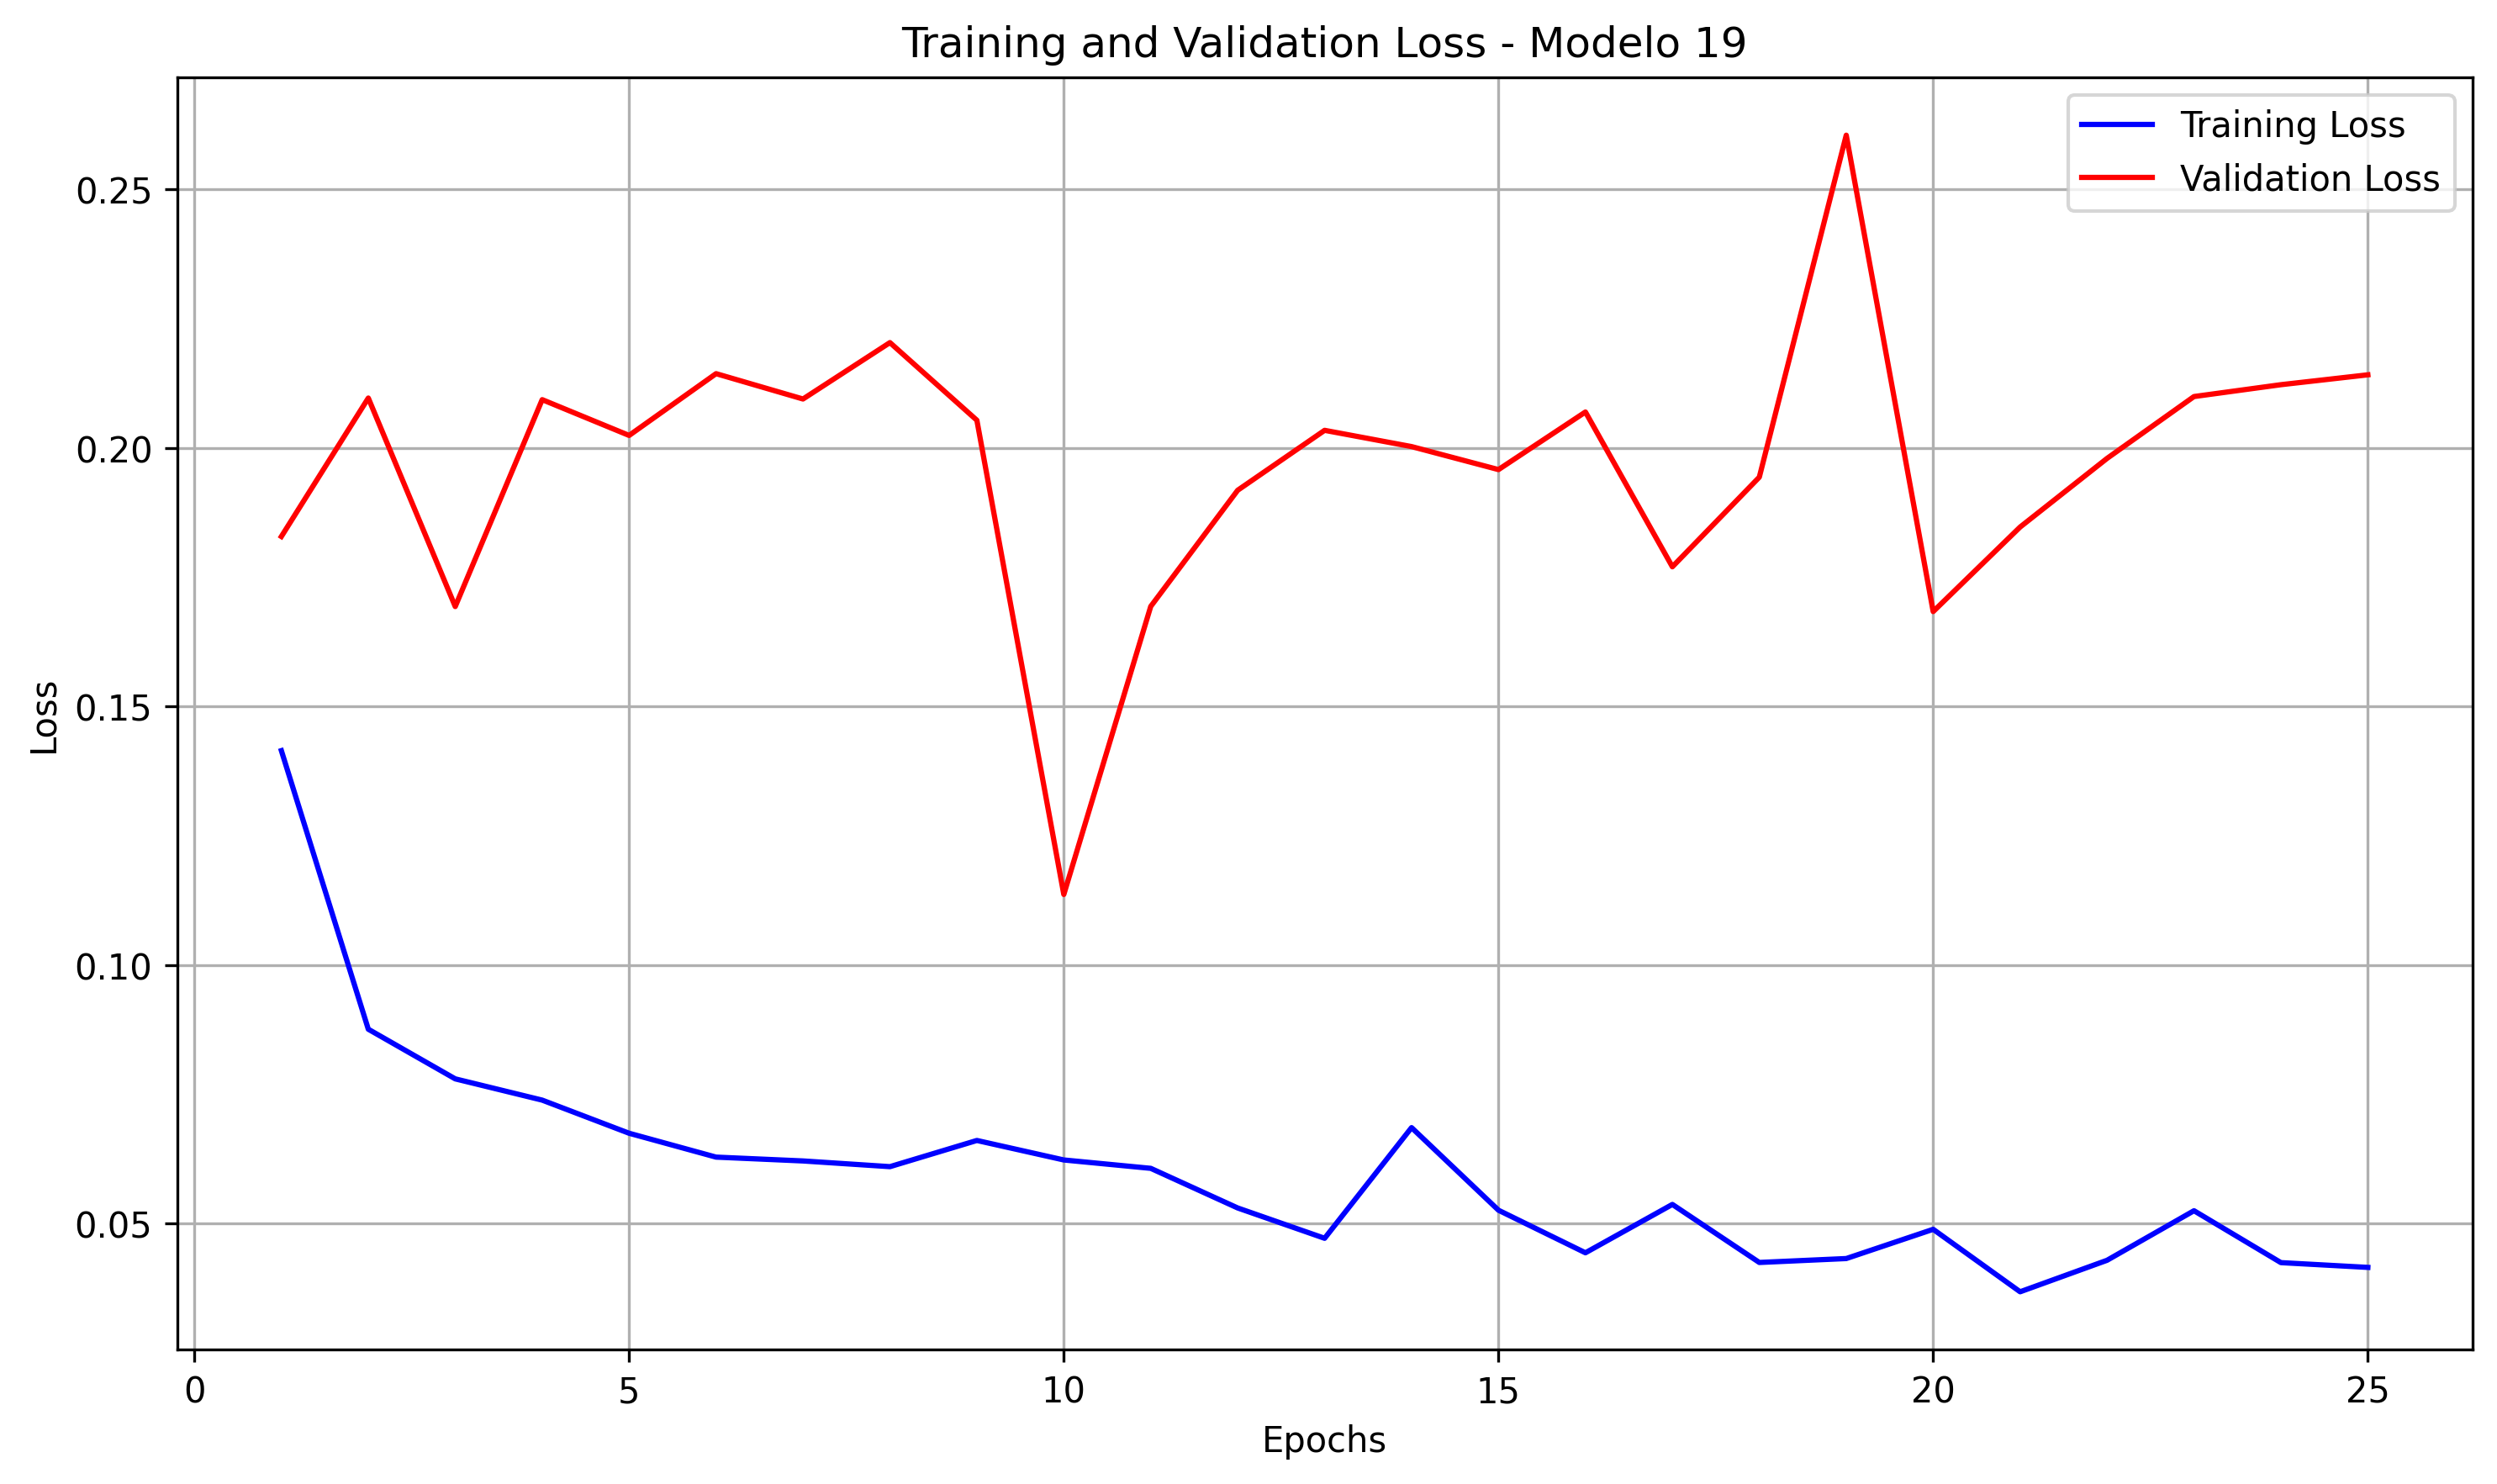 Training and Validation Loss - Modelo 19
Training Loss
Validation Loss
0.25
0.20
0.15
0.10
0.05
Loss
0 5 10 15 20 25
Epochs